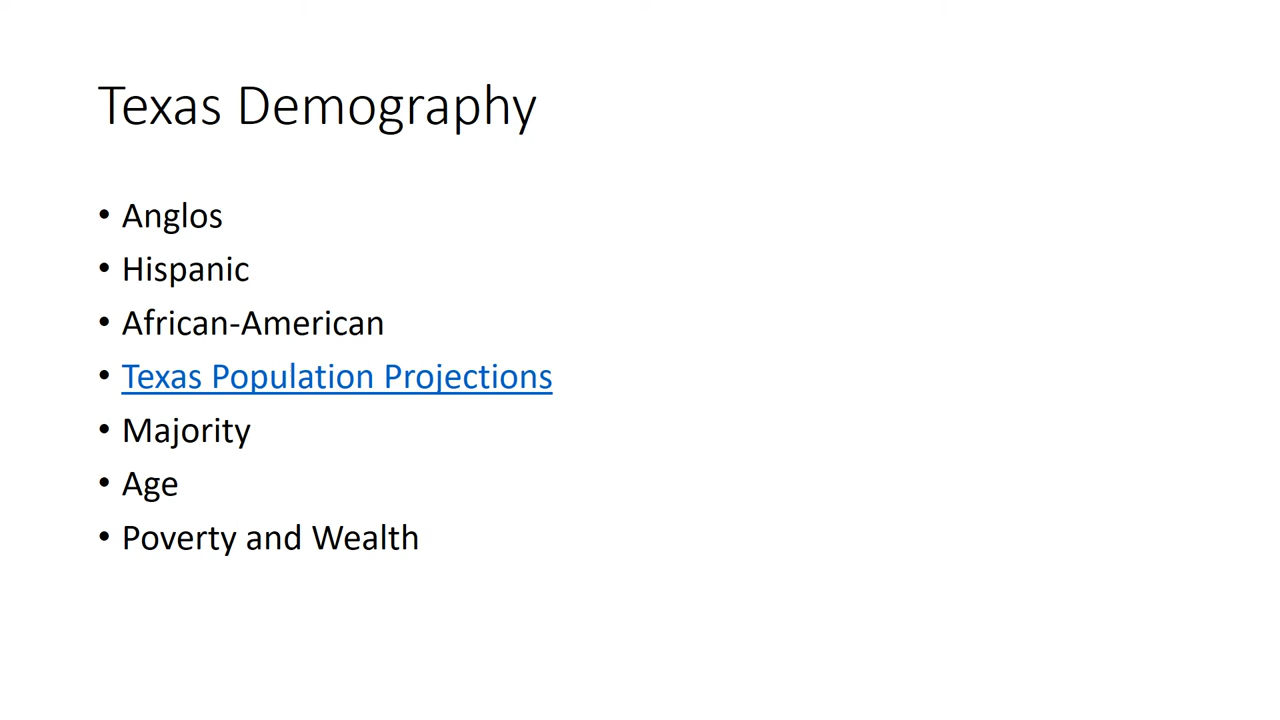 Texas Demography
• Anglos
• Hispanic
• African-American
• Texas Population Projections
• Majority
• Age
• Poverty and Wealth